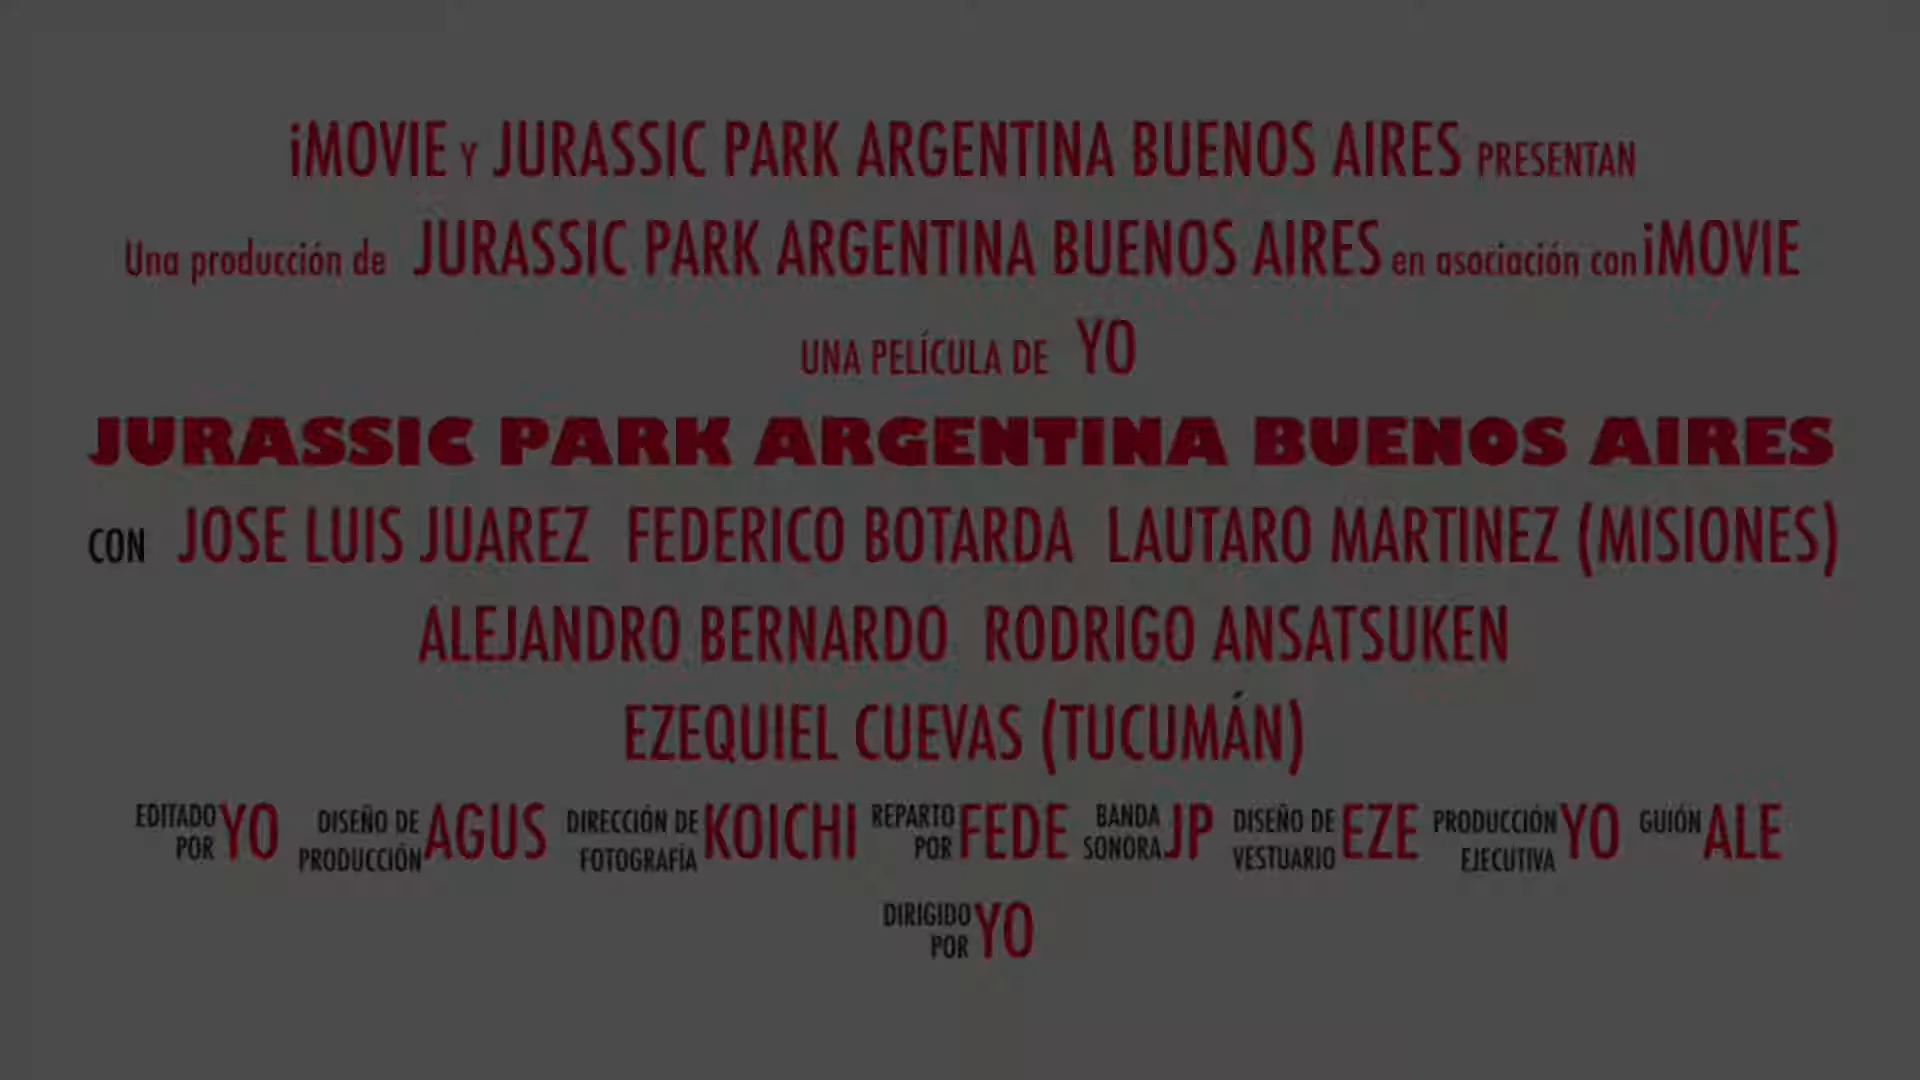 iMOVIE Y JURASSIC PARK ARGENTINA BUENOS AIRES PRESENTAN
Una producción de JURASSIC PARK ARGENTINA BUENOS AIRES en asociación con iMOVIE
UNA PELÍCULA DE YO
JURASSIC PARK ARGENTINA BUENOS AIRES
CON JOSE LUIS JUAREZ FEDERICO BOTARDA LAUTARO MARTINEZ (MISIONES)
ALEJANDRO BERNARDO RODRIGO ANSATSUKEN
EZEQUIEL CUEVAS (TUCUMÁN)
EDITADO POR YO DISEÑO DE PRODUCCIÓN AGUS DIRECCIÓN DE FOTOGRAFÍA KOICHI REPARTO POR FEDE BANDA SONORA JP DISEÑO DE VESTUARIO EZE PRODUCCIÓN EJECUTIVA YO GUIÓN ALE
DIRIGIDO POR YO